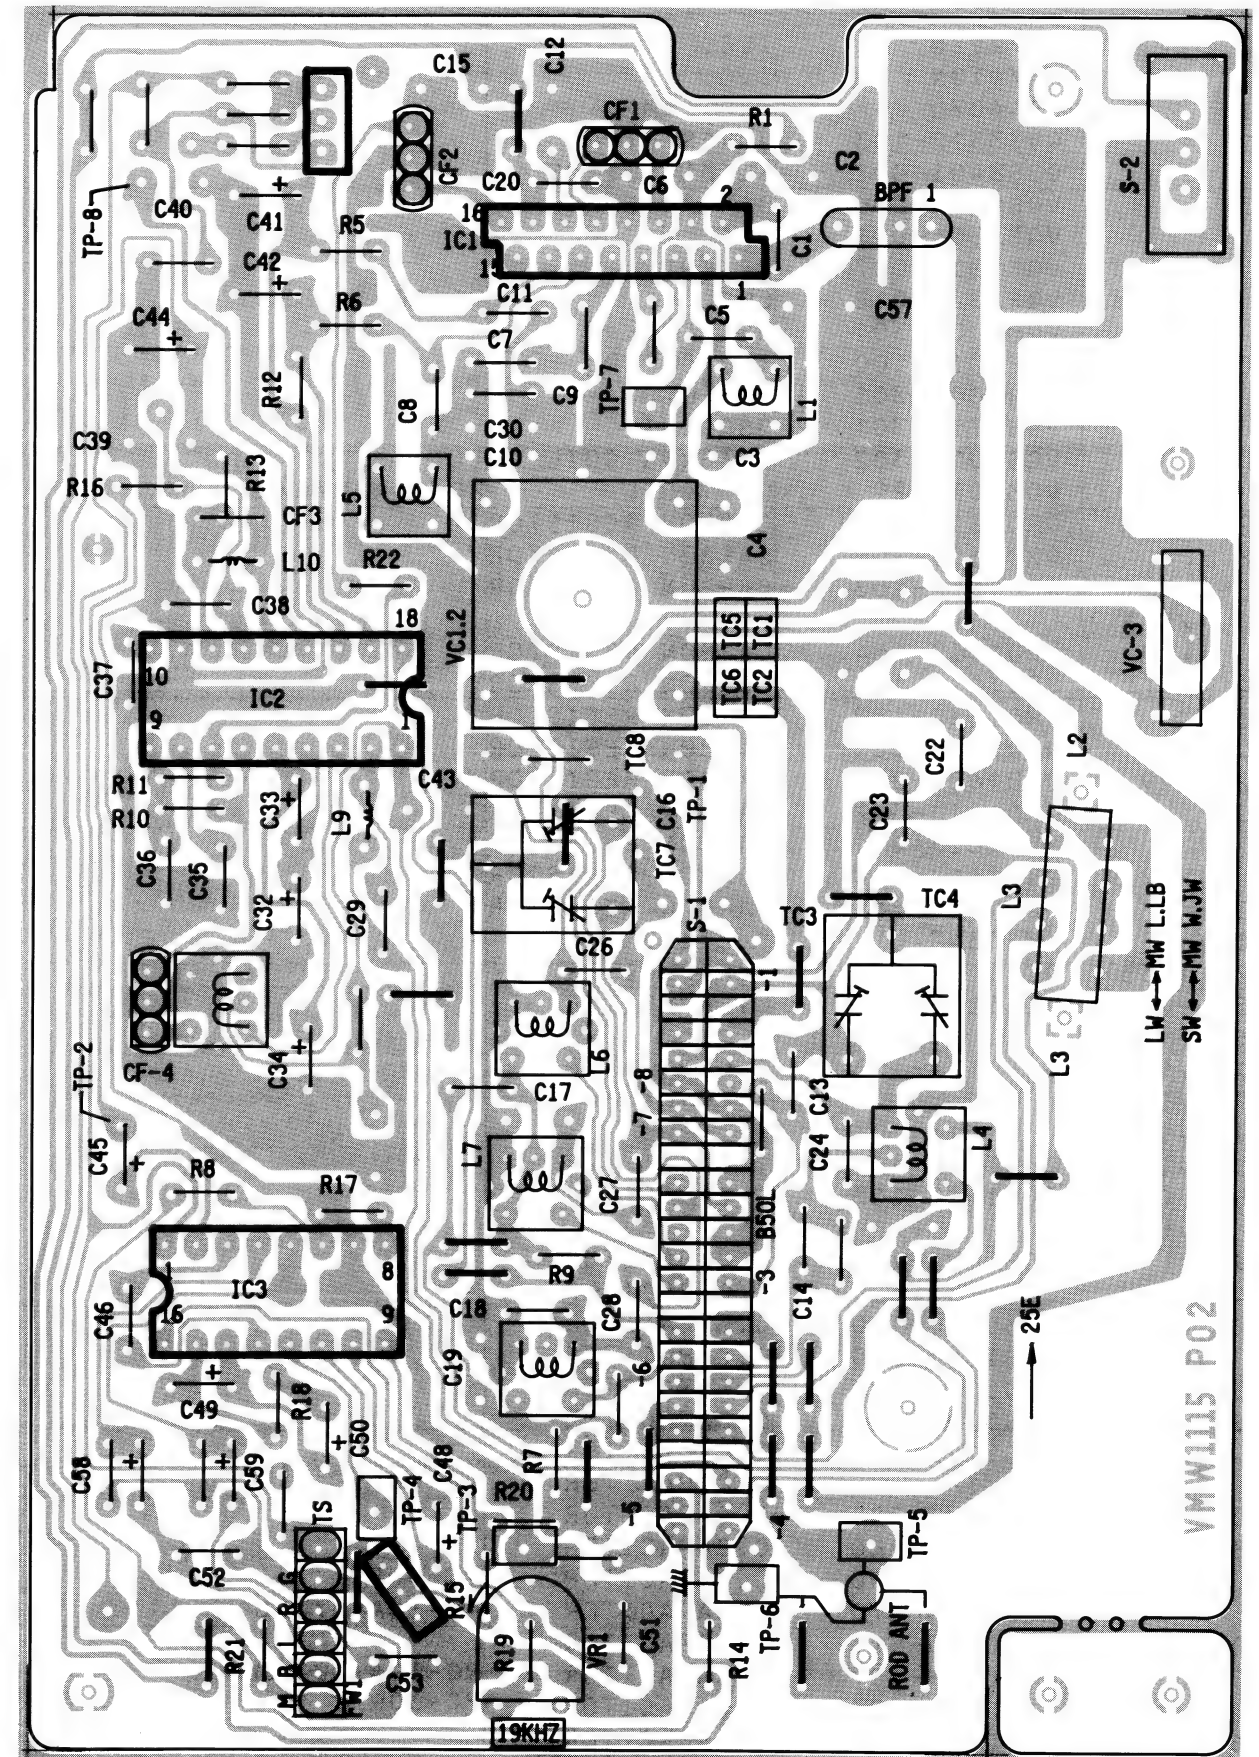 C15
C12
CF1
R1
CF2
C20
C6
C2
S-2
TP-8
C40
C41
R5
16
2
IC1
15
1
C1
BPF 1
C42
C11
C5
C57
C44
R6
C7
R12
C8
C9
TP-7
L1
C39
C30
C10
C3
R16
R13
L5
CF3
C4
L10
R22
C38
18
VC1.2
TC5
TC1
TC6
TC2
VC-3
C37
10
IC2
9
1
L2
R11
C43
TC8
C22
R10
C33
L9
C16
TP-1
C23
C36
C35
TC7
C32
C29
S-1
TC3
TC4
L3
LW ↔ MW L.LB
SW ↔ MW W.JW
C26
-1
CF-4
C34
L6
TP-2
C17
-8
C13
L3
-7
C45
L7
C24
L4
R8
R17
C27
B50L
1
IC3
8
R9
-3
C46
16
9
C18
C28
C14
25E
VMW1115 P02
C49
R18
C19
-6
C50
C58
C59
C48
R7
TS
TP-4
TP-3
R20
-5
-4
TP-5
C52
G
R
R15
TP-6
R21
I
B
M
FW1
C53
R19
VR1
C51
R14
ROD ANT
19KHZ